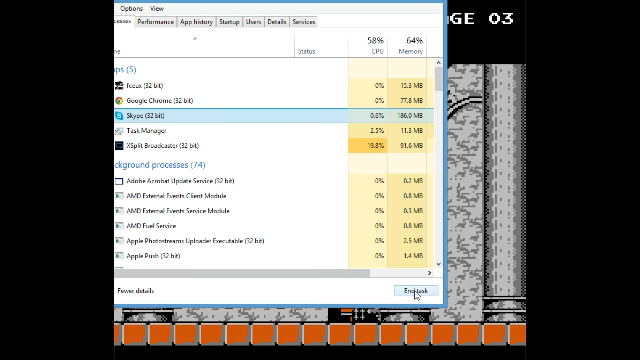 Options View
GE 03
cesses Performance App history Startup Users Details Services
58% 64%
me Status CPU Memory
ps (5)
fceux (32 bit) 0% 15.3 MB
Google Chrome (32 bit) 0% 77.8 MB
Skype (32 bit) 0.6% 186.0 MB
Task Manager 2.5% 11.3 MB
XSplit Broadcaster (32 bit) 19.8% 91.6 MB
ckground processes (74)
Adobe Acrobat Update Service (32 bit) 0% 0.2 MB
AMD External Events Client Module 0% 0.8 MB
AMD External Events Service Module 0% 0.3 MB
AMD Fuel Service 0% 0.8 MB
Apple Photostreams Uploader Executable (32 bit) 0% 2.5 MB
Apple Push (32 bit) 0% 1.4 MB
Fewer details End task